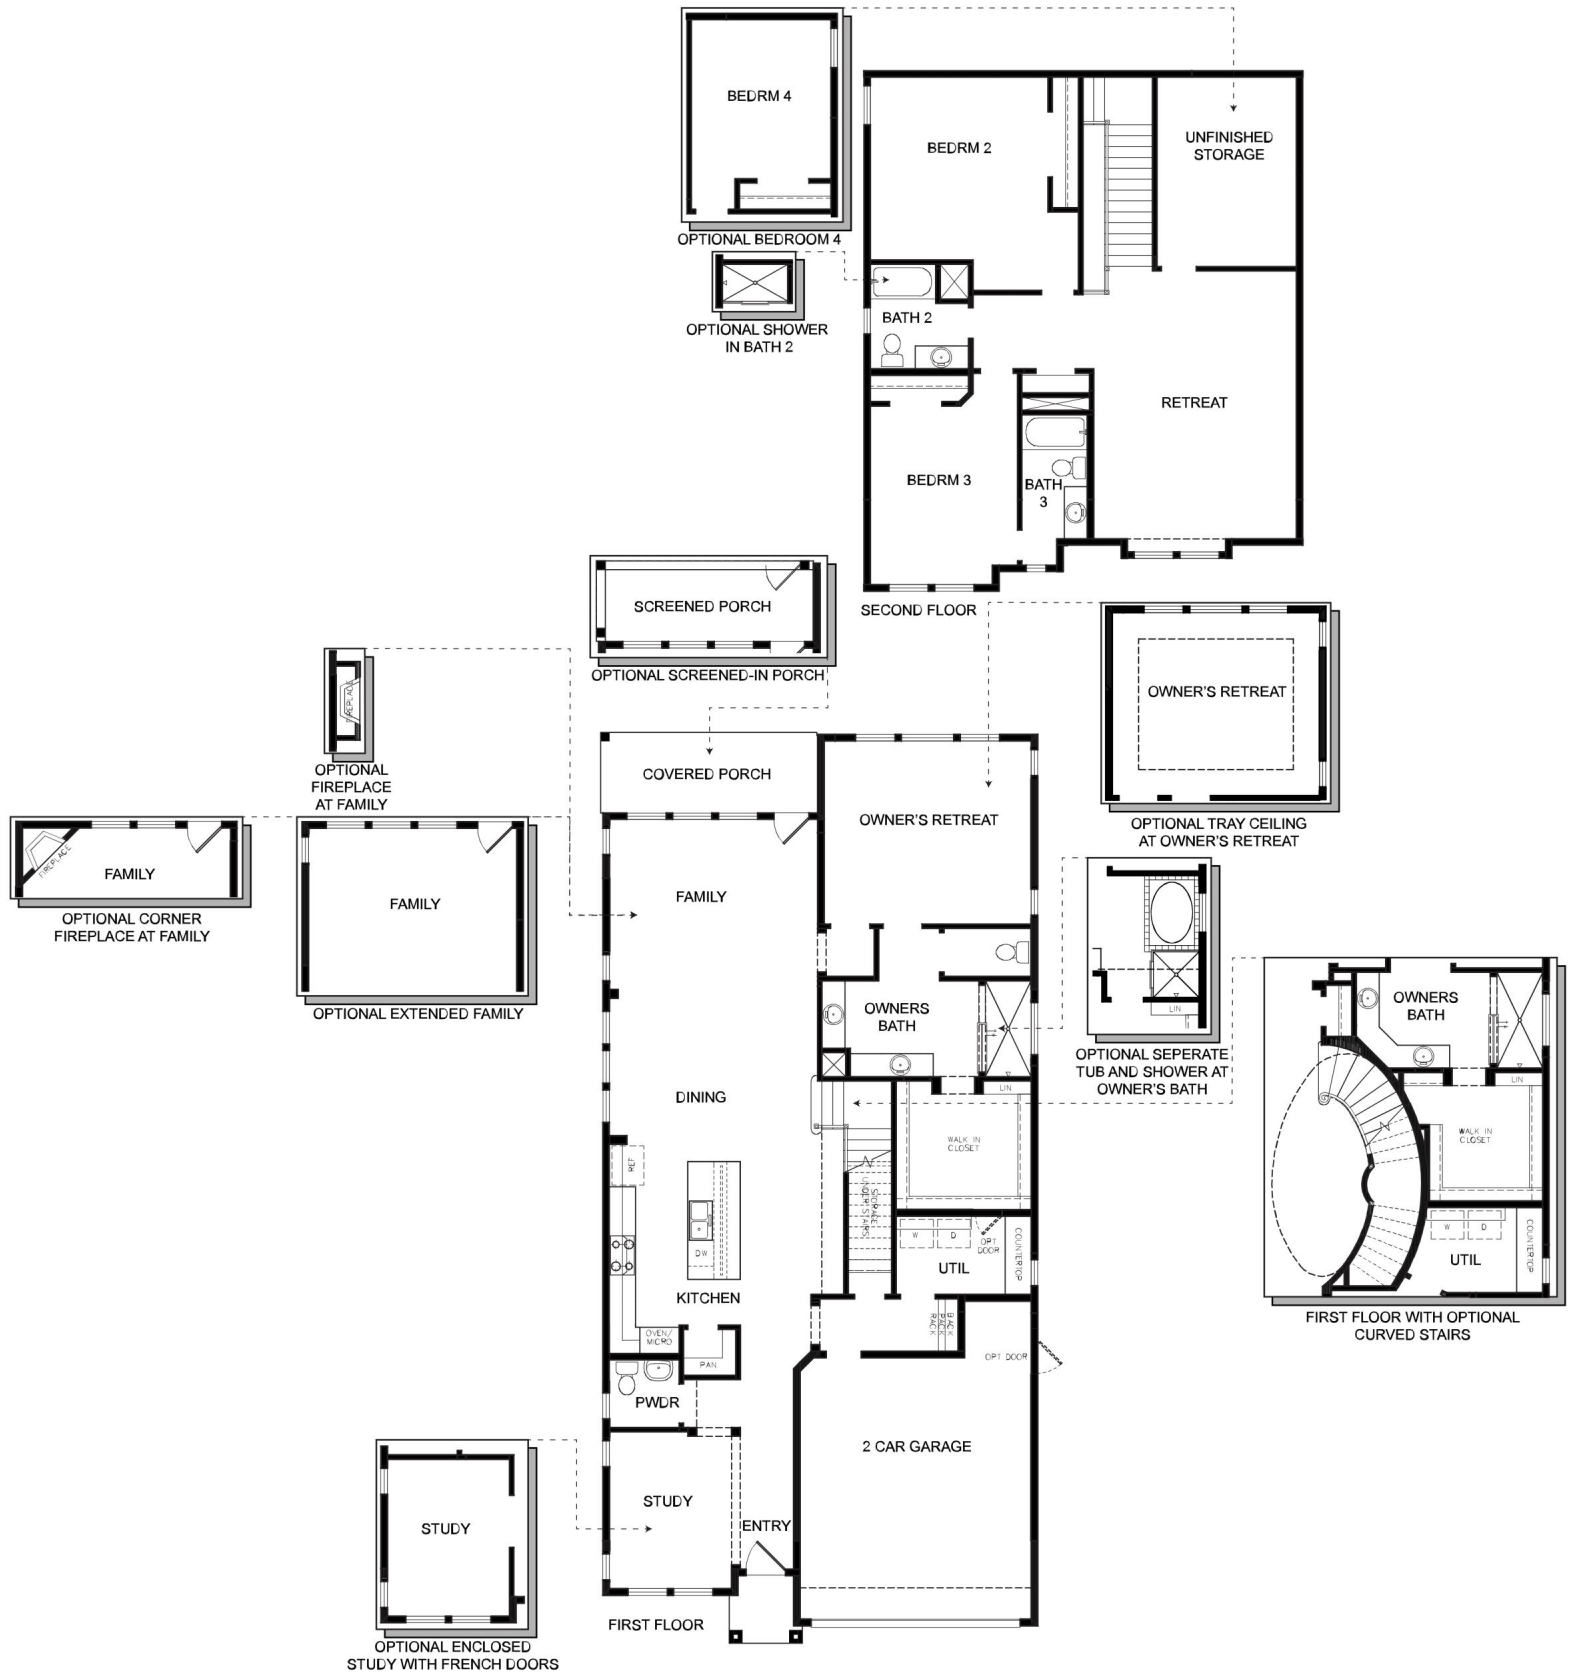 BEDRM 4
OPTIONAL BEDROOM 4
OPTIONAL SHOWER
IN BATH 2
BEDRM 2
UNFINISHED
STORAGE
BATH 2
RETREAT
BEDRM 3
BATH
3
SECOND FLOOR
SCREENED PORCH
OPTIONAL SCREENED-IN PORCH
OWNER'S RETREAT
OPTIONAL TRAY CEILING
AT OWNER'S RETREAT
FIREPLACE
OPTIONAL
FIREPLACE
AT FAMILY
FIREPLACE
FAMILY
OPTIONAL CORNER
FIREPLACE AT FAMILY
FAMILY
OPTIONAL EXTENDED FAMILY
COVERED PORCH
OWNER'S RETREAT
FAMILY
OWNERS
BATH
LIN
DINING
WALK IN
CLOSET
REF
STORAGE
UNDER STAIRS
DW
W
D
OPT
DOOR
COUNTERTOP
UTIL
KITCHEN
OVEN/
MICRO
PAN
BACK
PACK
RACK
OPT DOOR
PWDR
2 CAR GARAGE
STUDY
ENTRY
FIRST FLOOR
LIN
OPTIONAL SEPERATE
TUB AND SHOWER AT
OWNER'S BATH
OWNERS
BATH
LIN
WALK IN
CLOSET
W
D
COUNTERTOP
UTIL
FIRST FLOOR WITH OPTIONAL
CURVED STAIRS
STUDY
OPTIONAL ENCLOSED
STUDY WITH FRENCH DOORS